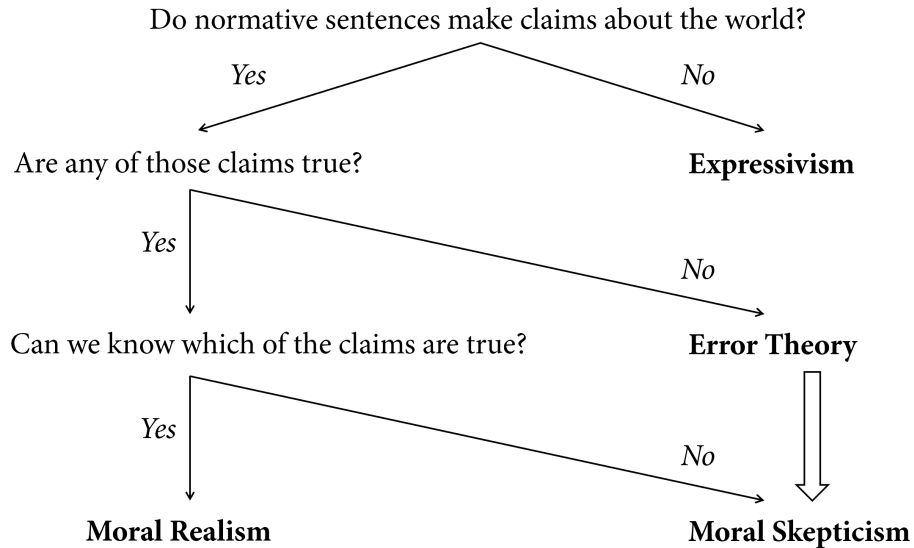 Do normative sentences make claims about the world?
Yes
No
Are any of those claims true?
Expressivism
Yes
No
Can we know which of the claims are true?
Error Theory
Yes
No
Moral Realism
Moral Skepticism